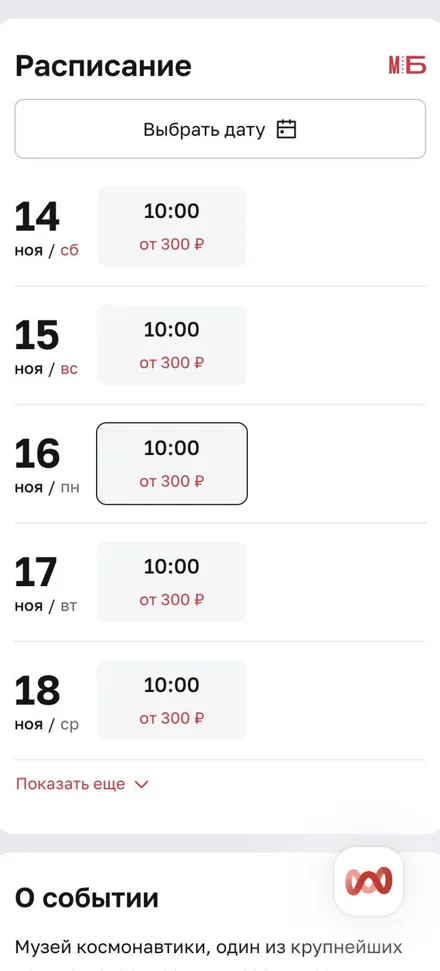 Расписание
МБ
Выбрать дату
14
ноя / сб
10:00
от 300 ₽
15
ноя / вс
10:00
от 300 ₽
16
ноя / пн
10:00
от 300 ₽
17
ноя / вт
10:00
от 300 ₽
18
ноя / ср
10:00
от 300 ₽
Показать еще
О событии
Музей космонавтики, один из крупнейших